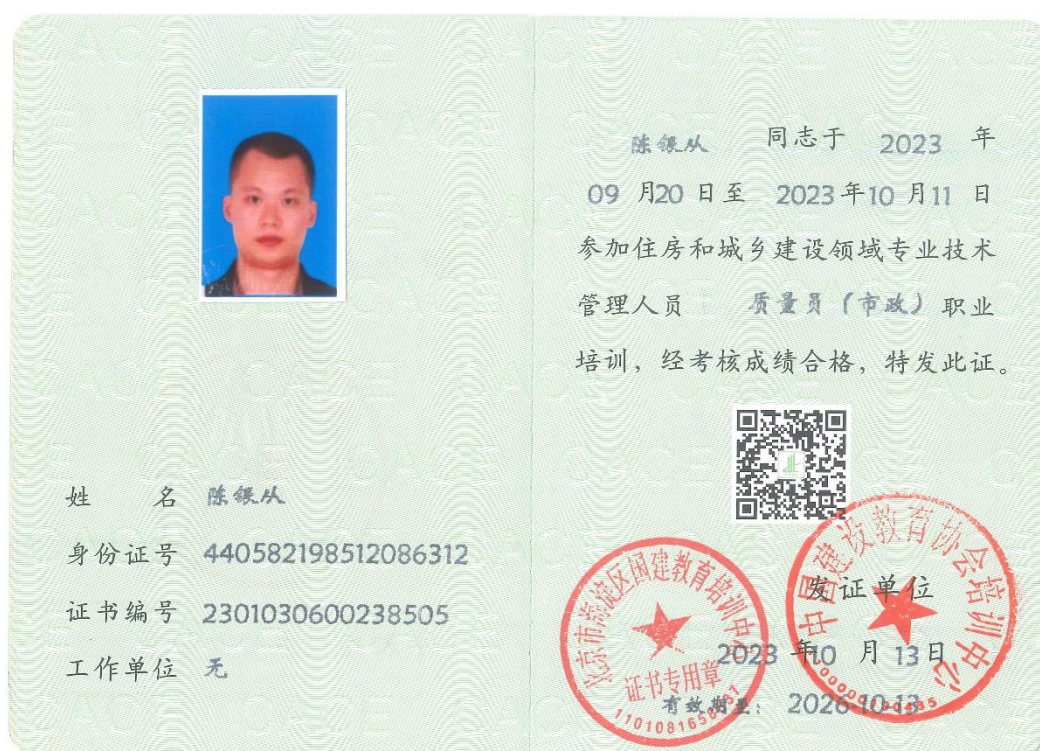 陈银从 同志于 2023 年
09 月20 日至 2023年10 月11 日
参加住房和城乡建设领域专业技术
管理人员 质量员（市政）职业
培训，经考核成绩合格，特发此证。
姓 名 陈银从
身份证号 440582198512086312
证书编号 2301030600238505
工作单位 无
北京市海淀区国建教育培训中心
证书专用章
中国建设教育协会培训中心
发证单位
2023 年10 月 13日
有效期至： 2026-10-13
CACE